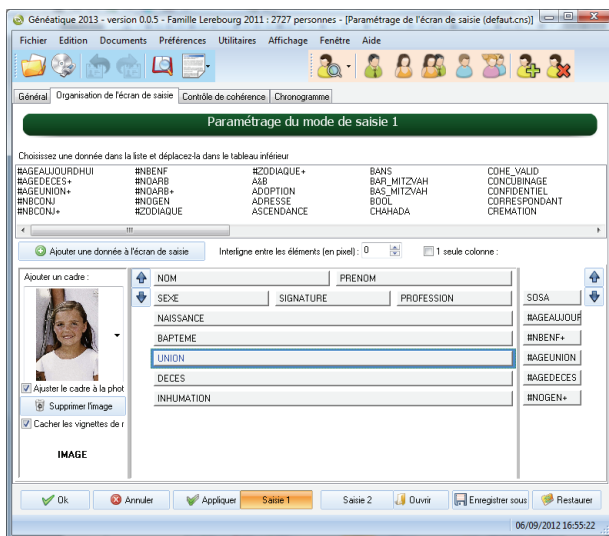 Généatique 2013 - version 0.0.5 - Famille Lerebourg 2011 : 2727 personnes - [Paramétrage de l'écran de saisie (defaut.cns)]
Fichier Edition Documents Préférences Utilitaires Affichage Fenêtre Aide
Général Organisation de l'écran de saisie Contrôle de cohérence Chronogramme
Paramétrage du mode de saisie 1
Choisissez une donnée dans la liste et déplacez-la dans le tableau inférieur
#AGEAUJOURDHUI #NBENF #ZODIAQUE+ BANS COHE_VALID
#AGEDECES+ #NOARB A&B BAR_MITZVAH CONCUBINAGE
#AGEUNION+ #NOARB+ ADOPTION BAS_MITZVAH CONFIDENTIEL
#NBCONJ #NOGEN ADRESSE BOOL CORRESPONDANT
#NBCONJ+ #ZODIAQUE ASCENDANCE CHAHADA CREMATION
Ajouter une donnée à l'écran de saisie Interligne entre les éléments (en pixel) : 0 1 seule colonne :
Ajouter un cadre : NOM PRENOM
SEXE SIGNATURE PROFESSION SOSA
NAISSANCE #AGEAUJOUF
BAPTEME #NBENF+
UNION #AGEUNION
DECES #AGEDECES
Ajuster le cadre à la phot
INHUMATION #NOGEN+
Supprimer l'image
Cacher les vignettes de r
IMAGE
Ok Annuler Appliquer Saisie 1 Saisie 2 Ouvrir Enregistrer sous Restaurer
06/09/2012 16:55:22